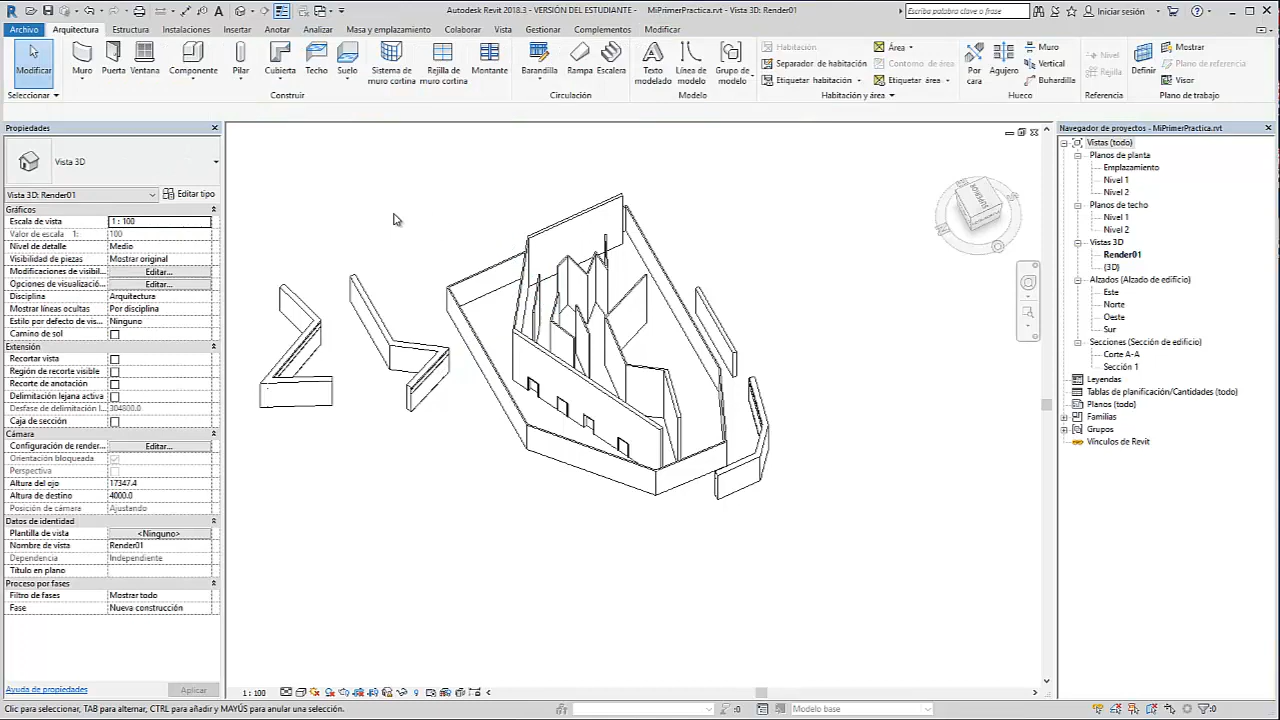 Autodesk Revit 2018.3 - VERSIÓN DEL ESTUDIANTE - MiPrimerPractica.rvt - Vista 3D: Render01
Escriba palabra clave o frase
Iniciar sesión
Archivo Arquitectura Estructura Instalaciones Insertar Anotar Analizar Masa y emplazamiento Colaborar Vista Gestionar Complementos Modificar
Modificar Muro Puerta Ventana Componente Pilar Cubierta Techo Suelo Sistema de muro cortina Rejilla de muro cortina Montante Barandilla Rampa Escalera Texto modelado Línea de modelo Grupo de modelo
Habitación
Separador de habitación
Etiquetar habitación
Área
Contorno de área
Etiquetar área
Por cara Agujero
Muro
Vertical
Buhardilla
Nivel
Rejilla
Definir
Mostrar
Plano de referencia
Visor
Seleccionar Construir Circulación Modelo Habitación y área Hueco Referencia Plano de trabajo
Propiedades
Vista 3D
Vista 3D: Render01 Editar tipo
Gráficos
Escala de vista 1 : 100
Valor de escala 1: 100
Nivel de detalle Medio
Visibilidad de piezas Mostrar original
Modificaciones de visibil... Editar...
Opciones de visualizació... Editar...
Disciplina Arquitectura
Mostrar líneas ocultas Por disciplina
Estilo por defecto de vis... Ninguno
Camino de sol
Extensión
Recortar vista
Región de recorte visible
Recorte de anotación
Delimitación lejana activa
Desfase de delimitación l... 304800.0
Caja de sección
Cámara
Configuración de render... Editar...
Orientación bloqueada
Perspectiva
Altura del ojo 17347.4
Altura de destino 4000.0
Posición de cámara Ajustando
Datos de identidad
Plantilla de vista <Ninguno>
Nombre de vista Render01
Dependencia Independiente
Título en plano
Proceso por fases
Filtro de fases Mostrar todo
Fase Nueva construcción
Ayuda de propiedades Aplicar
Navegador de proyectos - MiPrimerPractica.rvt
Vistas (todo)
Planos de planta
Emplazamiento
Nivel 1
Nivel 2
Planos de techo
Nivel 1
Nivel 2
Vistas 3D
Render01
{3D}
Alzados (Alzado de edificio)
Este
Norte
Oeste
Sur
Secciones (Sección de edificio)
Corte A-A
Sección 1
Leyendas
Tablas de planificación/Cantidades (todo)
Planos (todo)
Familias
Grupos
Vínculos de Revit
1 : 100
Clic para seleccionar, TAB para alternar, CTRL para añadir y MAYÚS para anular una selección.
:0
Modelo base
:0